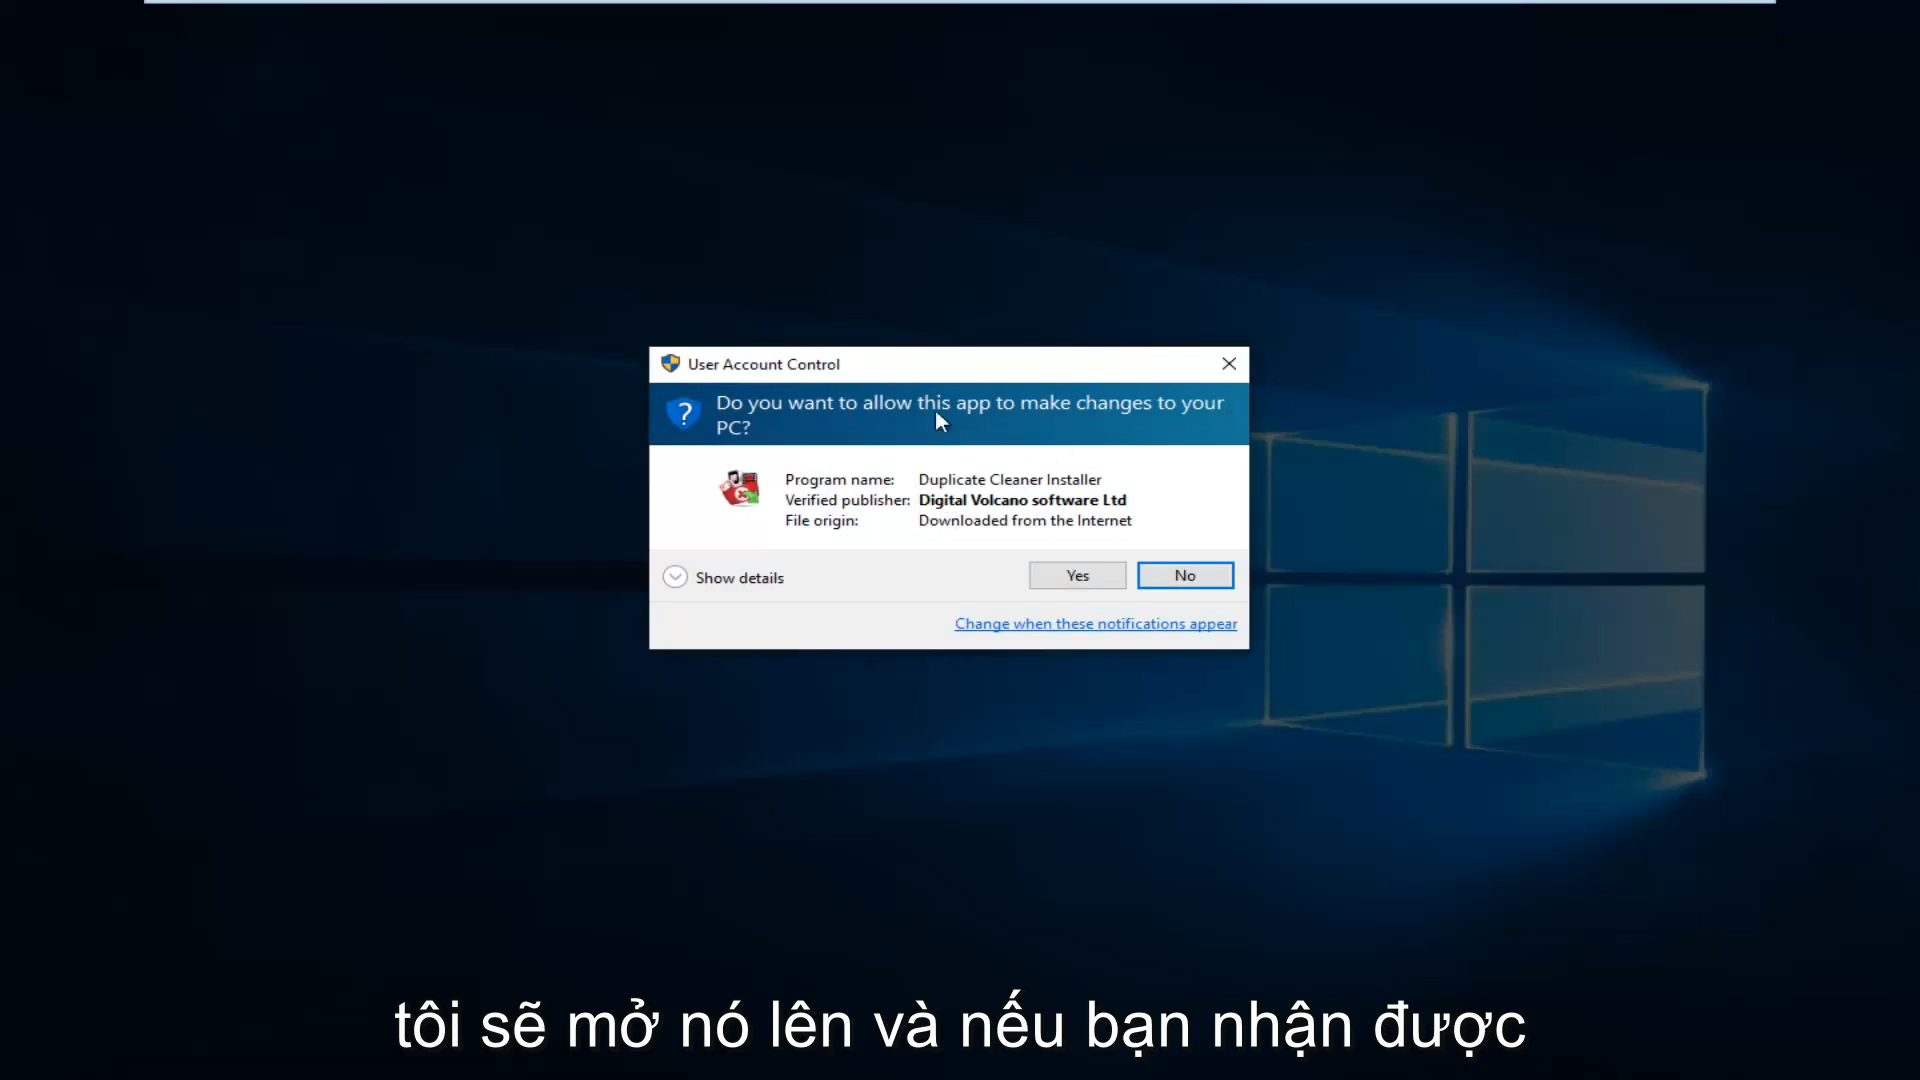 User Account Control
Do you want to allow this app to make changes to your
PC?
Program name: Duplicate Cleaner Installer
Verified publisher: Digital Volcano software Ltd
File origin: Downloaded from the Internet
Show details
Yes
No
Change when these notifications appear
tôi sẽ mở nó lên và nếu bạn nhận được